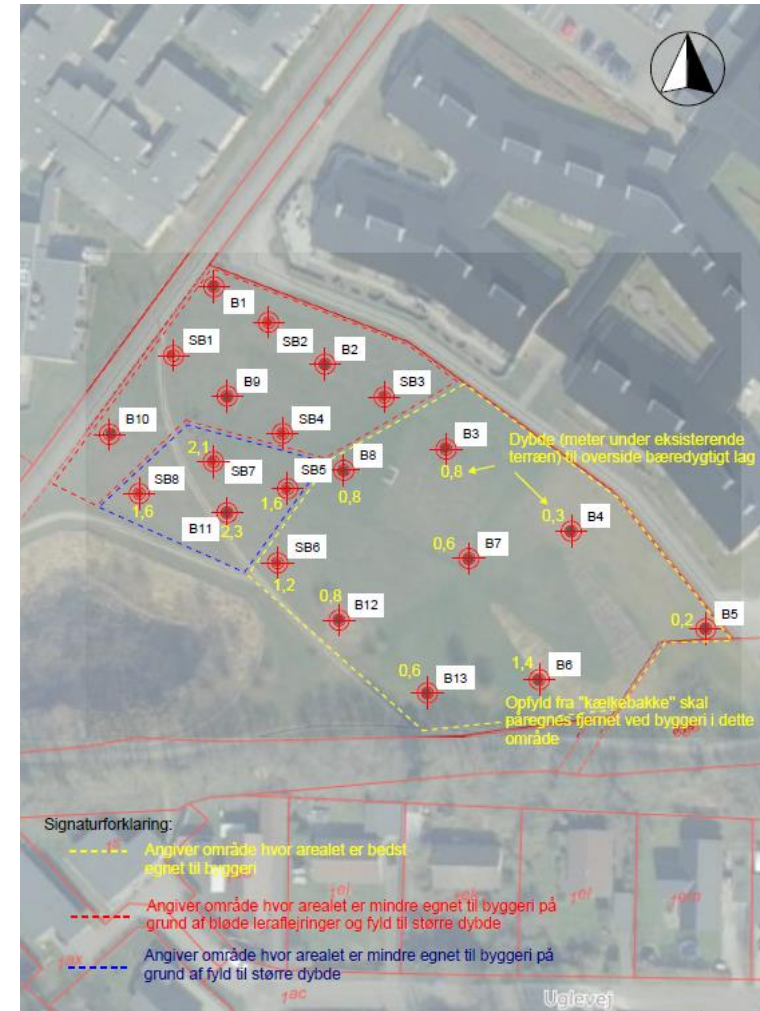 B1
SB2
SB1
B2
B9
SB3
SB4
B10
B3
Dybde (meter under eksisterende
terræn) til overside bæredygtigt lag
2,1
SB7
B8
0,8
SB8
SB5
0,8
1,6
1,6
B11
2,3
0,3
B4
B7
0,6
SB6
1,2
0,8
B12
0,2
B5
0,6
B13
1,4
B6
Opfyld fra "kælkebakke" skal
påregnes fjernet ved byggeri i dette
område
Signaturforklaring:
Angiver område hvor arealet er bedst
egnet til byggeri
Angiver område hvor arealet er mindre egnet til byggeri på
grund af bløde leraflejringer og fyld til større dybde
Angiver område hvor arealet er mindre egnet til byggeri på
grund af fyld til større dybde
1ac
Uglevej